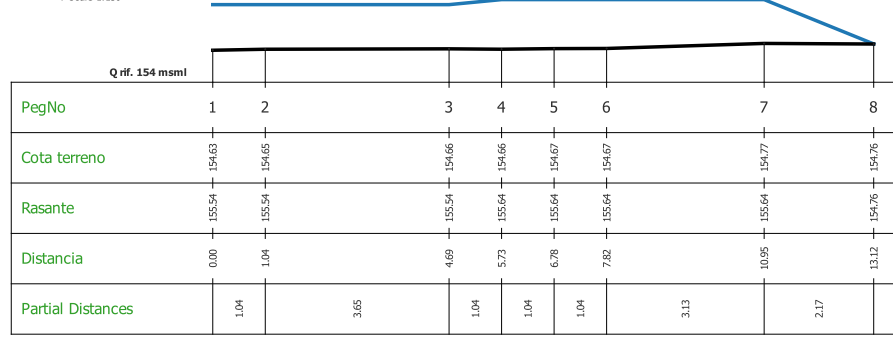 Q rif. 154 msml
PegNo 1 2 3 4 5 6 7 8
Cota terreno 154.63 154.65 154.66 154.66 154.67 154.67 154.77 154.76
Rasante 155.54 155.54 155.54 155.64 155.64 155.64 155.64 154.76
Distancia 0.00 1.04 4.69 5.73 6.78 7.82 10.95 13.12
Partial Distances 1.04 3.65 1.04 1.04 1.04 3.13 2.17